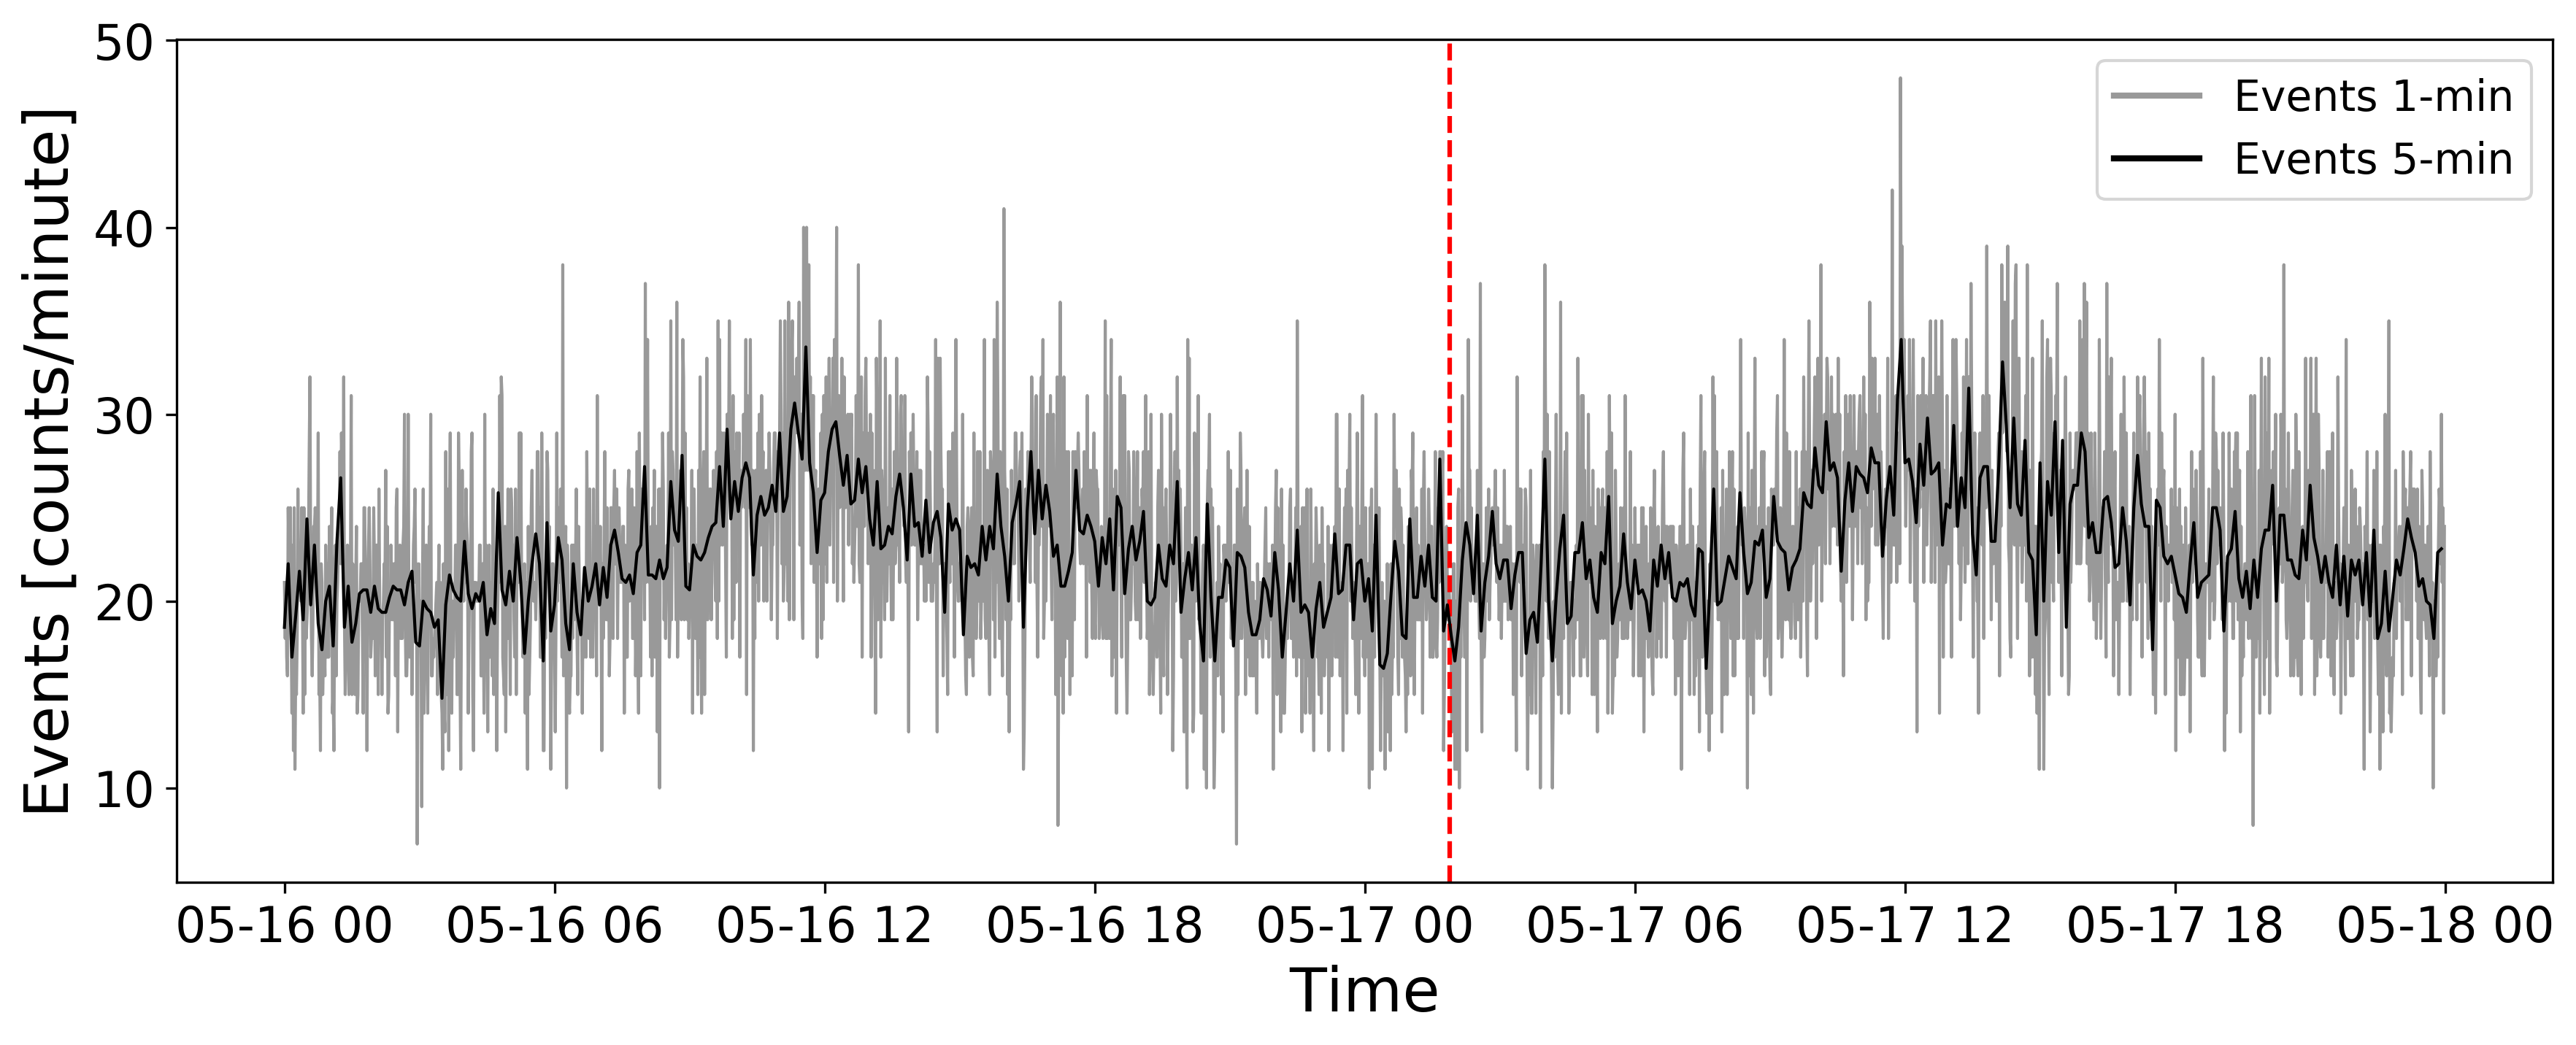 Events [counts/minute]
50
40
30
20
10
Events 1-min
Events 5-min
05-16 00 05-16 06 05-16 12 05-16 18 05-17 00 05-17 06 05-17 12 05-17 18 05-18 00
Time